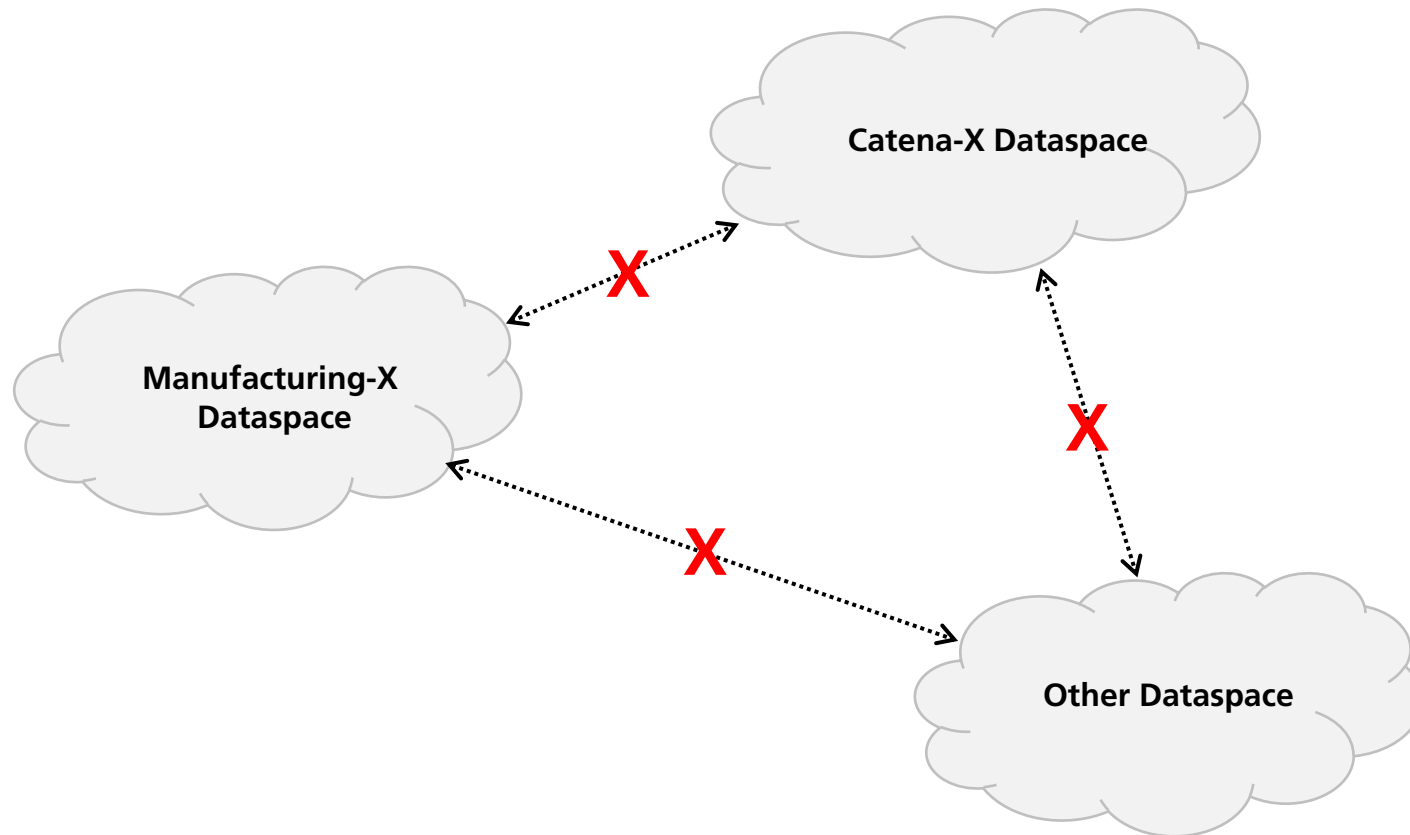 Catena-X Dataspace
X
Manufacturing-X
Dataspace
X
X
Other Dataspace